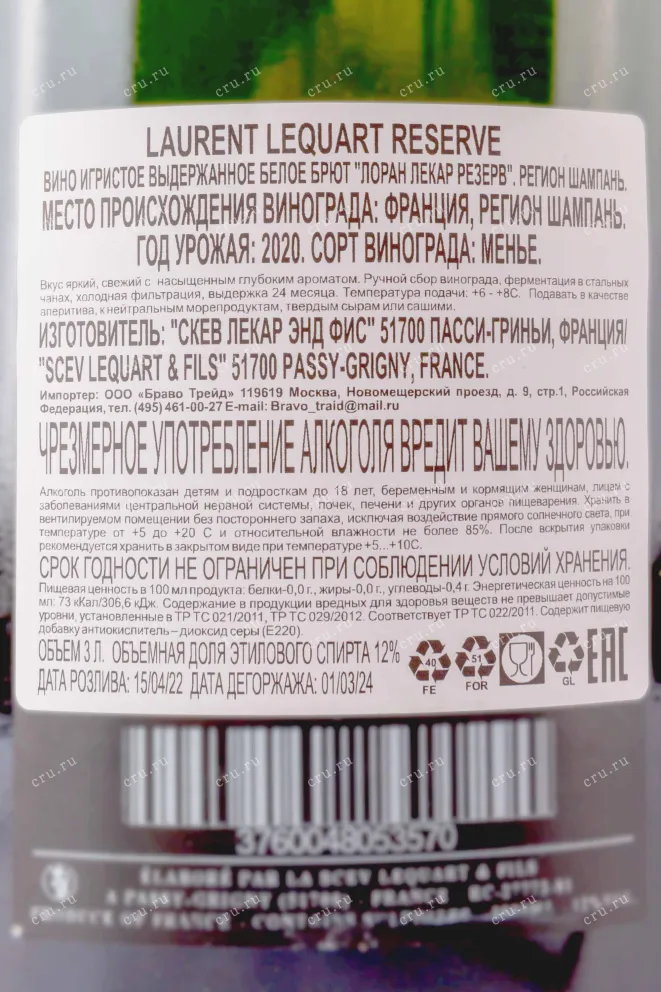 LAURENT LEQUART RESERVE
ВИНО ИГРИСТОЕ ВЫДЕРЖАННОЕ БЕЛОЕ БРЮТ "ЛОРАН ЛЕКАР РЕЗЕРВ". РЕГИОН ШАМПАНЬ.
МЕСТО ПРОИСХОЖДЕНИЯ ВИНОГРАДА: ФРАНЦИЯ, РЕГИОН ШАМПАНЬ.
ГОД УРОЖАЯ: 2020. СОРТ ВИНОГРАДА: МЕНЬЕ.
Вкус яркий, свежий с насыщенным глубоким ароматом. Ручной сбор винограда, ферментация в стальных
чанах, холодная фильтрация, выдержка 24 месяца. Температура подачи: +6 - +8С. Подавать в качестве
аперитива, к нейтральным морепродуктам, твердым сырам или сашими.
ИЗГОТОВИТЕЛЬ: "СКЕВ ЛЕКАР ЭНД ФИС" 51700 ПАССИ-ГРИНЬИ, ФРАНЦИЯ/
"SCEV LEQUART & FILS" 51700 PASSY-GRIGNY, FRANCE.
Импортер: ООО «Браво Трейд» 119619 Москва, Новомещерский проезд, д. 9, стр.1, Российская
Федерация, тел. (495) 461-00-27 E-mail: Bravo_traid@mail.ru
ЧРЕЗМЕРНОЕ УПОТРЕБЛЕНИЕ АЛКОГОЛЯ ВРЕДИТ ВАШЕМУ ЗДОРОВЬЮ.
Алкоголь противопоказан детям и подросткам до 18 лет, беременным и кормящим женщинам, лицам с
заболеваниями центральной нераной системы, почек, печени и других органов пищеварения. Хранить в
вентилируемом помещении без постороннего запаха, исключая воздействие прямого солнечного света, при
температуре от +5 до +20 С и относительной влажности не более 85%. После вскрытия упаковки
рекомендуется хранить в закрытом виде при температуре +5...+10С.
СРОК ГОДНОСТИ НЕ ОГРАНИЧЕН ПРИ СОБЛЮДЕНИИ УСЛОВИЙ ХРАНЕНИЯ.
Пищевая ценность в 100 мл продукта: белки-0,0 г., жиры-0,0 г., углеводы-0,4 г. Энергетическая ценность на 100
мл: 73 кКал/306,6 кДж. Содержание в продукции вредных для здоровья веществ не превышает допустимые
уровни, установленные в ТР ТС 021/2011, ТР ТС 029/2012. Соответствует ТР ТС 022/2011. Содержит пищевую
добавку антиокислитель – диоксид серы (Е220).
ОБЪЕМ 3 Л. ОБЪЕМНАЯ ДОЛЯ ЭТИЛОВОГО СПИРТА 12%
ДАТА РОЗЛИВА: 15/04/22 ДАТА ДЕГОРЖАЖА: 01/03/24
40 FE 51 FOR GL EAC
3760048053570
ÉLABORÉ PAR LA SCEV LEQUART & FILS
A PASSY-GRIGNY (51700) FRANCE
FRANCE
cru.ru